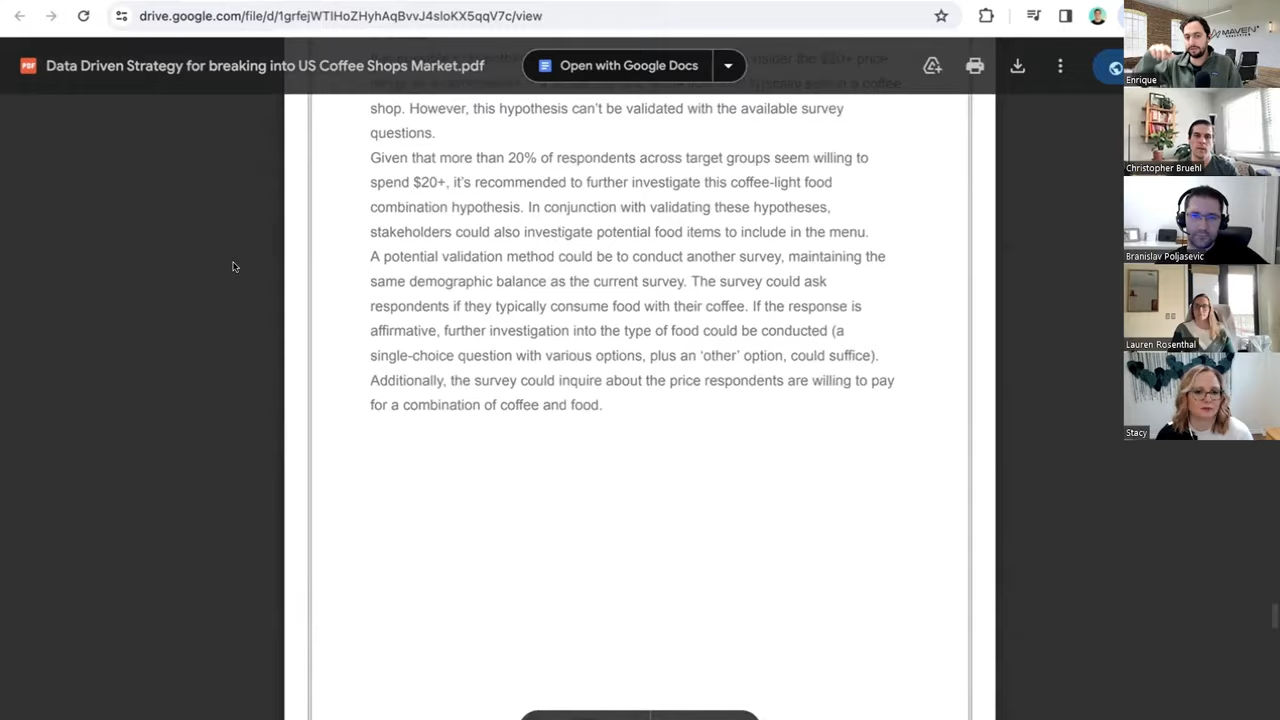 drive.google.com/file/d/1grfejWTIHoZHyhAqBvvJ4sloKX5qqV7c/view
Data Driven Strategy for breaking into US Coffee Shops Market.pdf
Open with Google Docs
PDF
shop. However, this hypothesis can't be validated with the available survey
questions.
Given that more than 20% of respondents across target groups seem willing to
spend $20+, it's recommended to further investigate this coffee-light food
combination hypothesis. In conjunction with validating these hypotheses,
stakeholders could also investigate potential food items to include in the menu.
A potential validation method could be to conduct another survey, maintaining the
same demographic balance as the current survey. The survey could ask
respondents if they typically consume food with their coffee. If the response is
affirmative, further investigation into the type of food could be conducted (a
single-choice question with various options, plus an 'other' option, could suffice).
Additionally, the survey could inquire about the price respondents are willing to pay
for a combination of coffee and food.
MAVEN
Enrique
Christopher Bruehl
Branislav Poljasevic
Lauren Rosenthal
Stacy